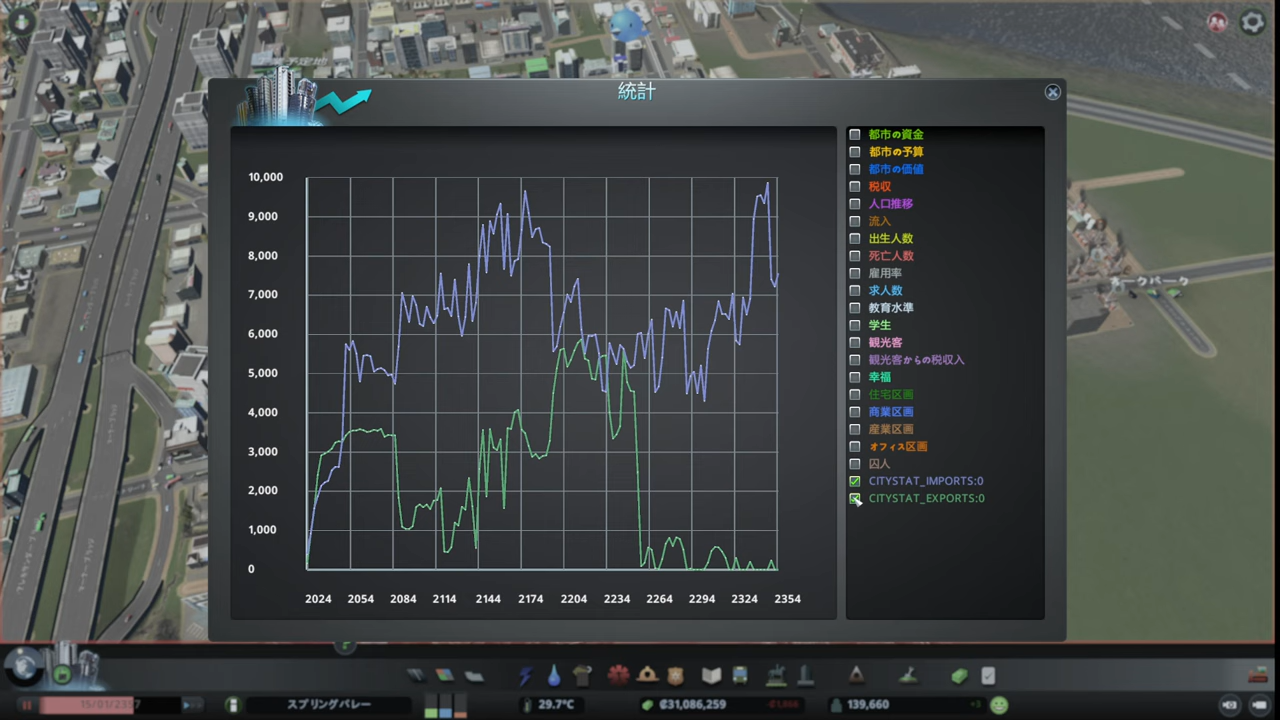 統計
10,000
9,000
8,000
7,000
6,000
5,000
4,000
3,000
2,000
1,000
0
2024 2054 2084 2114 2144 2174 2204 2234 2264 2294 2324 2354
都市の資金
都市の予算
都市の価値
税収
人口推移
流入
出生人数
死亡人数
雇用率
求人数
教育水準
学生
観光客
観光客からの税収入
幸福
住宅区画
商業区画
産業区画
オフィス区画
囚人
CITYSTAT_IMPORTS:0
CITYSTAT_EXPORTS:0
スプリングバレー
29.7°C
₡31,086,259
-₡1,866
139,660
+3